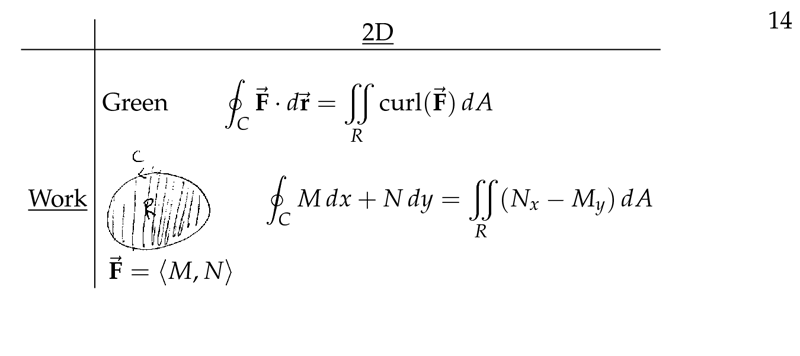 14
2D
Green ∮_C F⃗ · dr⃗ = ∬_R curl(F⃗) dA
C
Work R ∮_C M dx + N dy = ∬_R (N_x − M_y) dA
F⃗ = ⟨M, N⟩